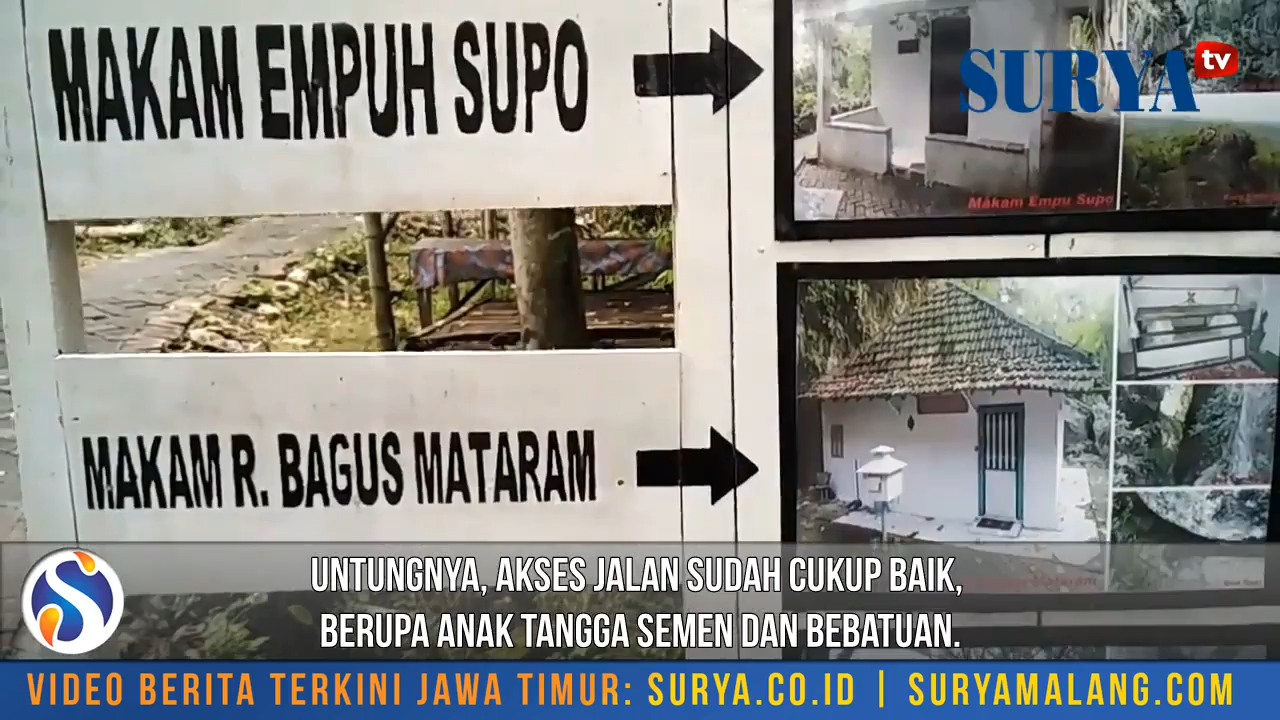 MAKAM EMPUH SUPO
SURYA tv
Makam Empu Supo
MAKAM R. BAGUS MATARAM
Mataram
UNTUNGNYA, AKSES JALAN SUDAH CUKUP BAIK,
BERUPA ANAK TANGGA SEMEN DAN BEBATUAN.
VIDEO BERITA TERKINI JAWA TIMUR: SURYA.CO.ID | SURYAMALANG.COM